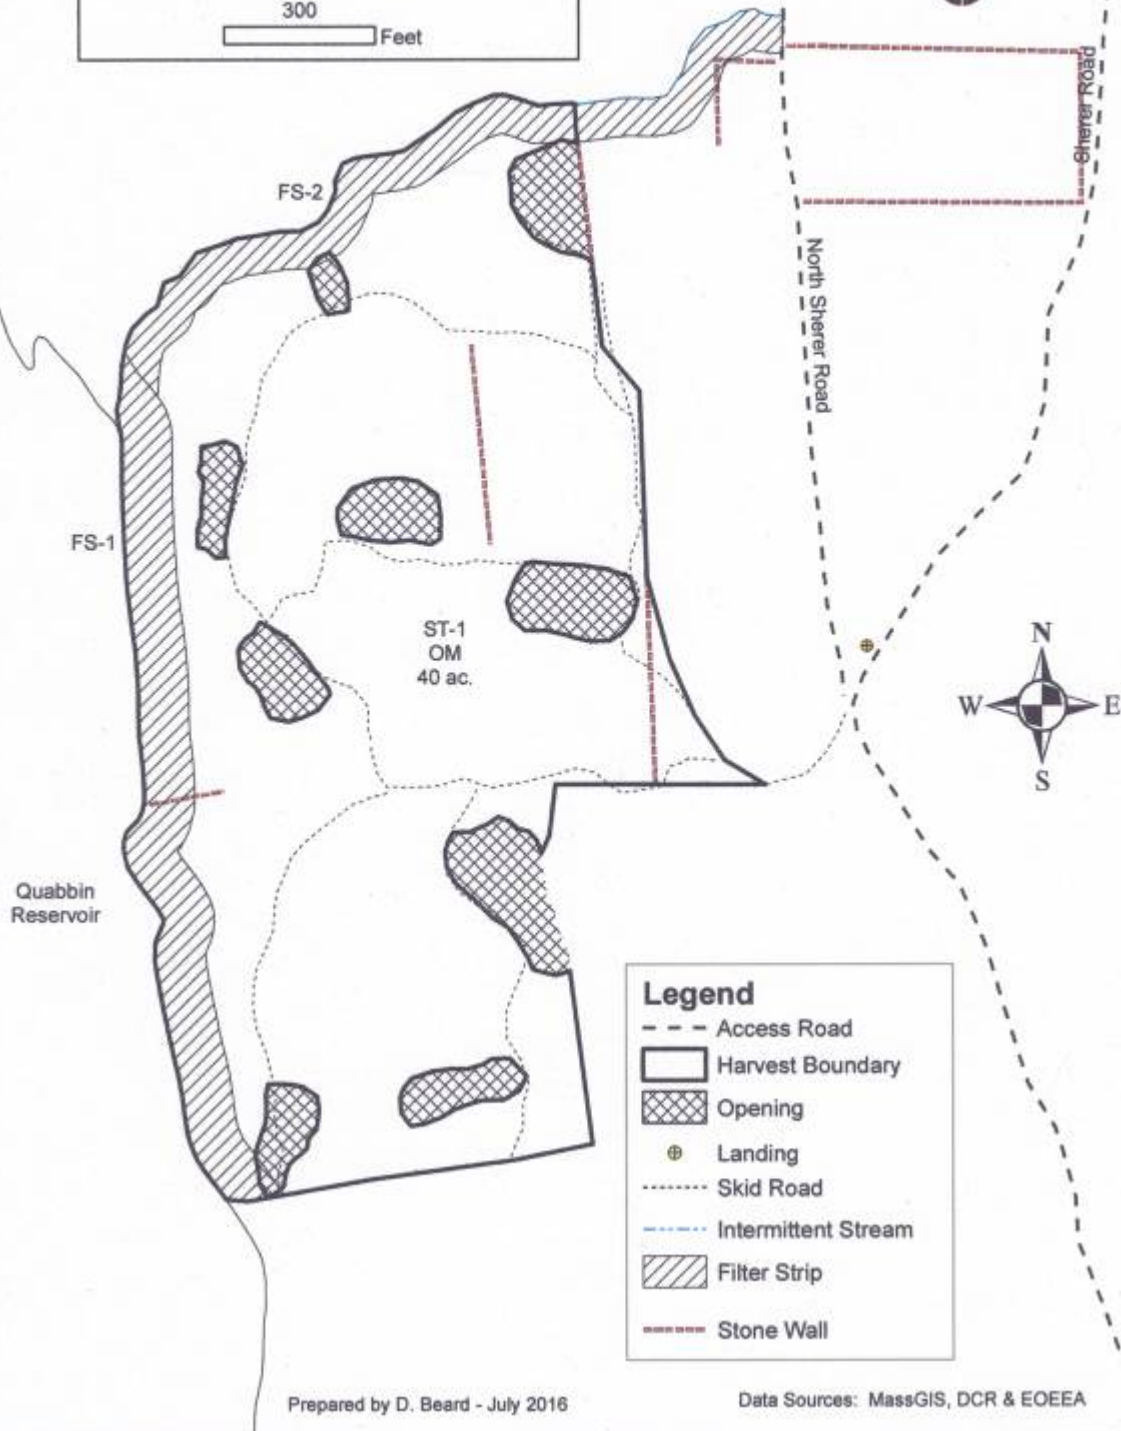 300
Feet
Sherer Road
FS-2
North Sherer Road
FS-1
ST-1
OM
40 ac.
N
W
E
S
Quabbin
Reservoir
Legend
Access Road
Harvest Boundary
Opening
Landing
Skid Road
Intermittent Stream
Filter Strip
Stone Wall
Prepared by D. Beard - July 2016
Data Sources: MassGIS, DCR & EOEEA